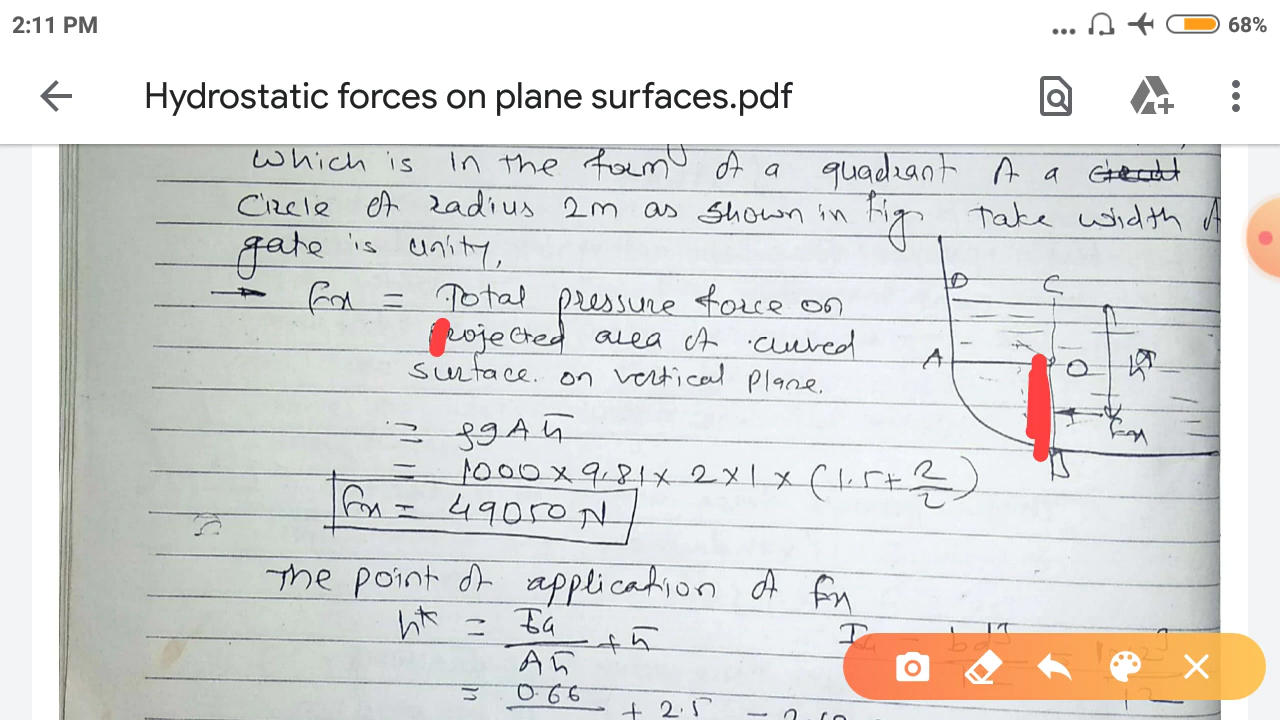 2:11 PM
68%
Hydrostatic forces on plane surfaces.pdf
which is in the form of a quadrant of a
Circle of radius 2m as shown in fig. Take width of
gate is unity,
→ Fx = Total pressure force on
rojected area of curved
surface. on vertical plane.
= ρgAh̄
= 1000 × 9.81 × 2 × 1 × (1.5 + 2/2)
Fx = 49050 N
D C
A O h*
Fx
B
The point of application of Fx
h* = IG/Ah̄ + h̄
= 0.66 + 2.5